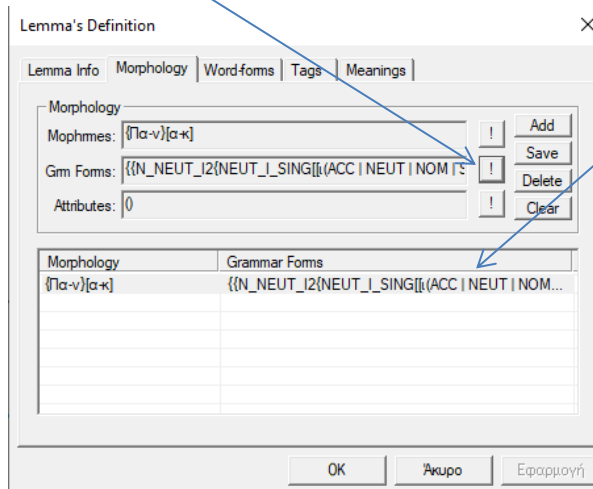 Lemma's Definition
Lemma Info Morphology Word-forms Tags Meanings
Morphology
Mophrmes: {Πα-ν}[α-κ] ! Add
Save
Grm Forms: {{N_NEUT_I2{NEUT_I_SING[[ι(ACC | NEUT | NOM | S !
Delete
Attributes: () ! Clear
Morphology Grammar Forms
{Πα-ν}[α-κ] {{N_NEUT_I2{NEUT_I_SING[[ι(ACC | NEUT | NOM...
OK Άκυρο Εφαρμογή